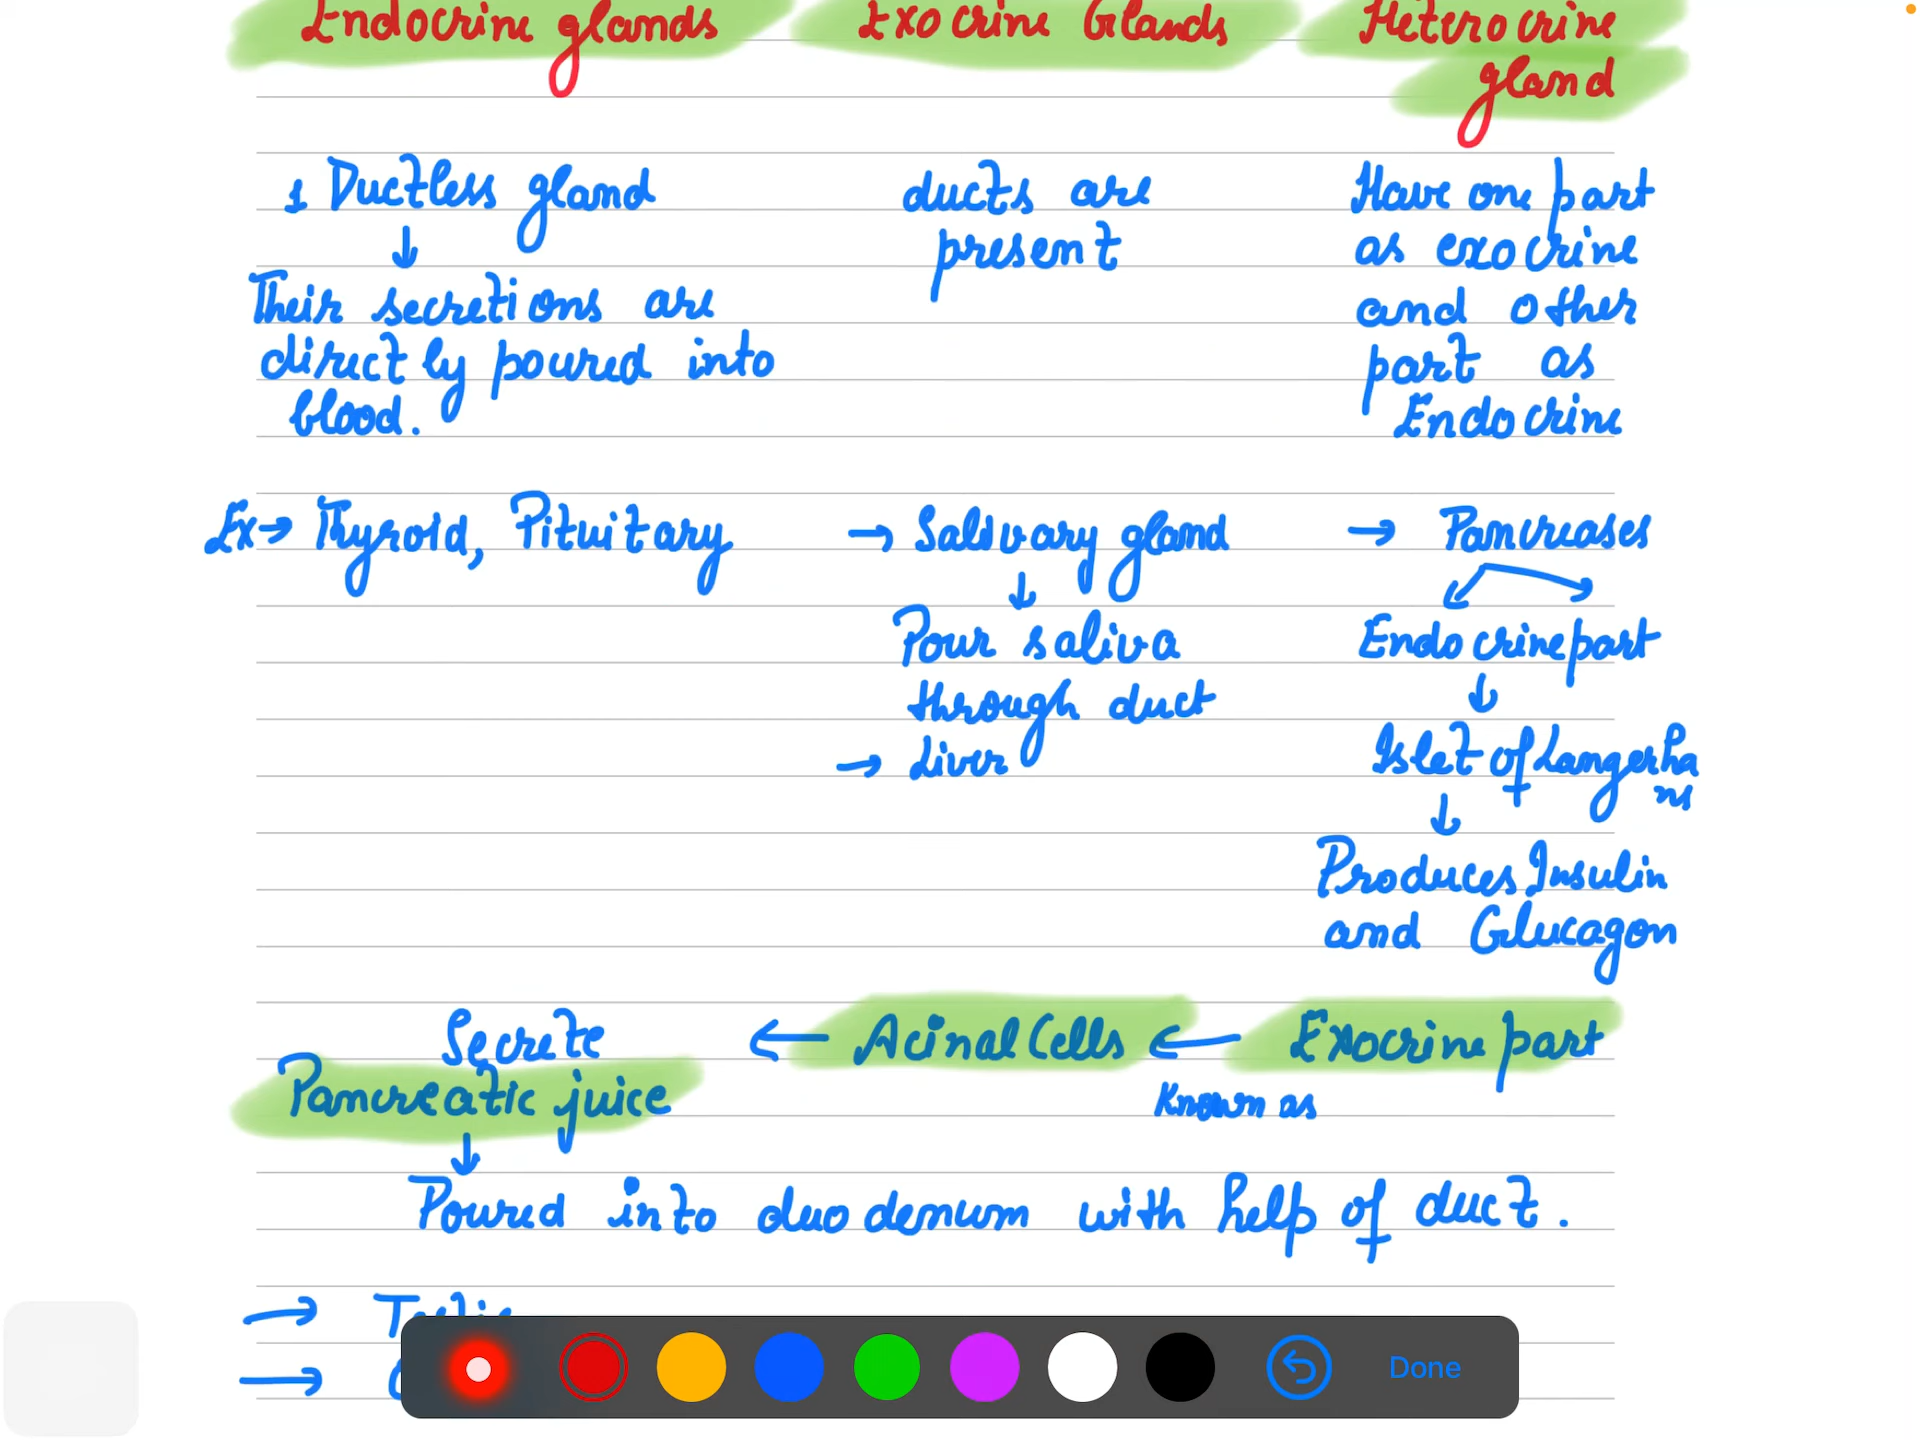 Endocrine glands
Exocrine Glands
Heterocrine
gland
1 Ductless gland
↓
Their secretions are
directly poured into
blood.
ducts are
present
Have one part
as exocrine
and other
part as
Endocrine
Ex→ Thyroid, Pituitary
→ Salivary gland
↓
Pour saliva
through duct
→ Liver
→ Pancreases
Endocrine part
↓
Islet of Langerha
ns
↓
Produces Insulin
and Glucagon
Exocrine part
← Known as
Acinal Cells
←
Secrete
Pancreatic juice
↓
Poured into duodenum with help of duct.
→
→
Done